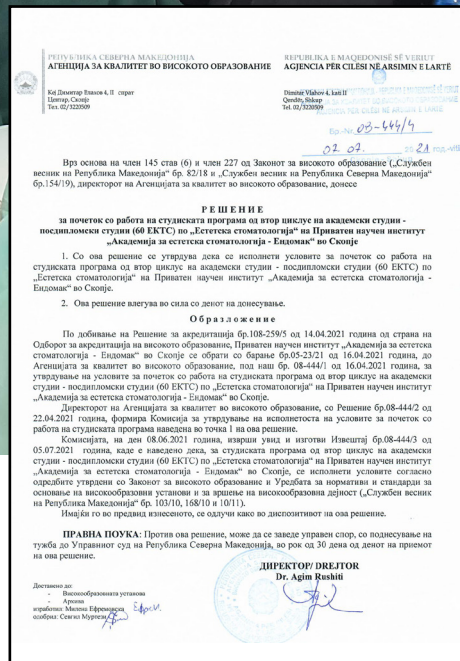 РЕПУБЛИКА СЕВЕРНА МАКЕДОНИЈА
АГЕНЦИЈА ЗА КВАЛИТЕТ ВО ВИСОКОТО ОБРАЗОВАНИЕ
Кеј Димитар Влахов 4, II спрат
Центар, Скопје
Тел. 02/3220509
REPUBLIKA E MAQEDONISË SË VERIUT
AGJENCIA PËR CILËSI NË ARSIMIN E LARTË
Dimitër Vlahov 4, kati II
Qendër, Shkup
Tel. 02/3220509
Бр.-Nr. 08-444/4
02.07. 2021 год.
Врз основа на член 145 став (6) и член 227 од Законот за високото образование („Службен
весник на Република Македонија“ бр. 82/18 и „Службен весник на Република Северна Македонија“
бр.154/19), директорот на Агенцијата за квалитет во високото образование, донесе
Р Е Ш Е Н И Е
за почеток со работа на студиската програма од втор циклус на академски студии -
посдипломски студии (60 ЕКТС) по „Естетска стоматологија“ на Приватен научен институт
„Академија за естетска стоматологија - Ендомак“ во Скопје
1. Со ова решение се утврдува дека се исполнети условите за почеток со работа на
студиската програма од втор циклус на академски студии - посдипломски студии (60 ЕКТС) по
„Естетска стоматологија“ на Приватен научен институт „Академија за естетска стоматологија -
Ендомак“ во Скопје.
2. Ова решение влегува во сила со денот на донесување.
О б р а з л о ж е н и е
По добивање на Решение за акредитација бр.108-259/5 од 14.04.2021 година од страна на
Одборот за акредитација на високото образование, Приватен научен институт „Академија за естетска
стоматологија - Ендомак“ во Скопје се обрати со барање бр.05-23/21 од 16.04.2021 година, до
Агенцијата за квалитет во високото образование, под наш бр. 08-444/1 од 16.04.2021 година, за
утврдување на условите за почеток со работа на студиската програма од втор циклус на академски
студии - посдипломски студии (60 ЕКТС) по „Естетска стоматологија“ на Приватен научен институт
„Академија за естетска стоматологија - Ендомак“ во Скопје.
Директорот на Агенцијата за квалитет во високото образование, со Решение бр.08-444/2 од
22.04.2021 година, формира Комисија за утврдување на исполнетоста на условите за почеток со
работа на студиската програма наведена во точка 1 на ова решение.
Комисијата, на ден 08.06.2021 година, изврши увид и изготви Извештај бр.08-444/3 од
05.07.2021 година, каде е наведено дека, за студиската програма од втор циклус на академски
студии - посдипломски студии (60 ЕКТС) по „Естетска стоматологија“ на Приватен научен институт
„Академија за естетска стоматологија - Ендомак“ во Скопје, се исполнети условите согласно
одредбите утврдени со Законот за високото образование и Уредбата за нормативи и стандарди за
основање на високообразовни установи и за вршење на високообразовна дејност („Службен весник
на Република Македонија“ бр. 103/10, 168/10 и 10/11).
Имајќи го во предвид изнесеното, се одлучи како во диспозитивот на ова решение.
ПРАВНА ПОУКА: Против ова решение, може да се заведе управен спор, со поднесување на
тужба до Управниот суд на Република Северна Македонија, во рок од 30 дена од денот на приемот
на ова решение.
ДИРЕКТОР/ DREJTOR
Dr. Agim Rushiti
Доставено до:
- Високообразовната установа
- Архива
изработил: Милена Ефремовска
одобрил: Севгил Муртези